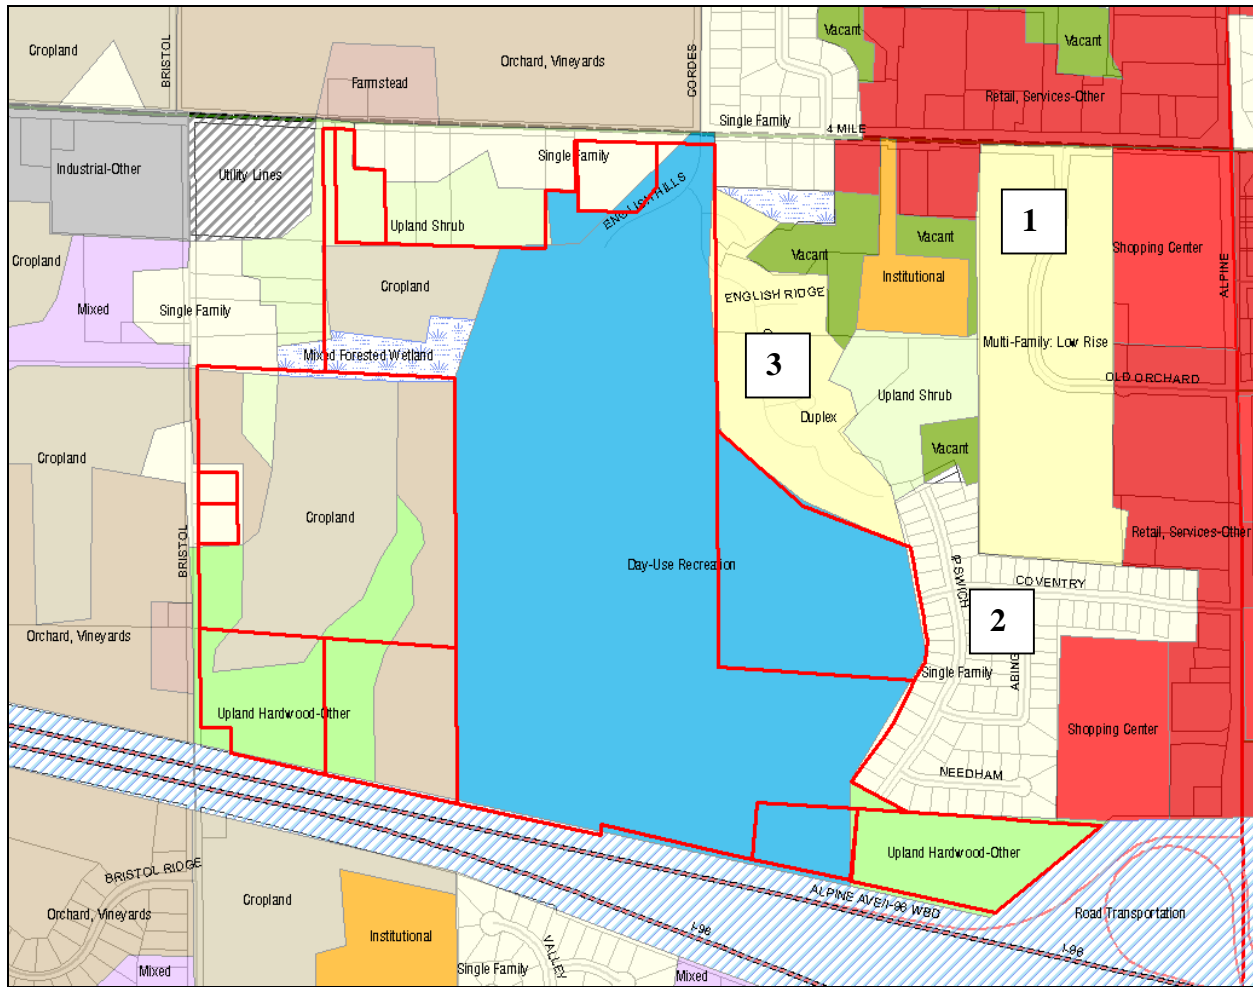 Cropland
BRISTOL
Orchard, Vineyards
CORDES
Vacant
Vacant
Farmstead
Retail, Services-Other
Single Family
4 MILE
Industrial-Other
Utility Lines
Single Family
ENGLISH HILLS
Upland Shrub
1
Shopping Center
ALPINE
Vacant
Vacant
Institutional
Cropland
Cropland
Mixed
Single Family
ENGLISH RIDGE
Mixed Forested Wetland
Multi-Family: Low Rise
3
OLD ORCHARD
Upland Shrub
Duplex
Cropland
Vacant
Cropland
Retail, Services-Other
BRISTOL
Day-Use Recreation
IPSWICH
COVENTRY
2
Orchard, Vineyards
Single Family
ABING
Upland Hardwood-Other
Shopping Center
NEEDHAM
Upland Hardwood-Other
BRISTOL RIDGE
ALPINE AVE/I-96 WBD
Cropland
Orchard, Vineyards
Road Transportation
I-96
Institutional
I-96
VALLEY
Mixed
Single Family
Mixed